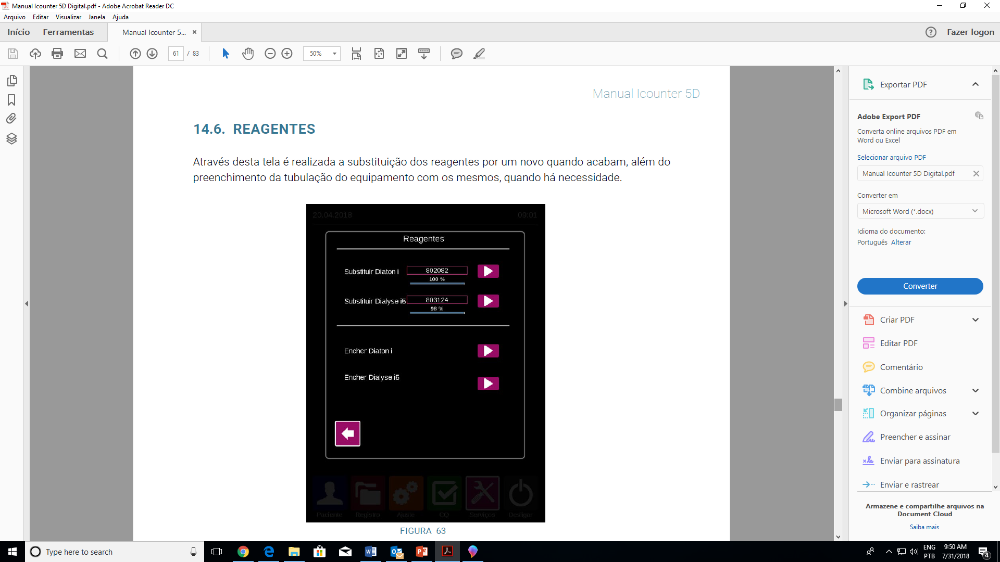 Manual Icounter 5D Digital.pdf - Adobe Acrobat Reader DC
Arquivo Editar Visualizar Janela Ajuda
Início Ferramentas Manual Icounter 5... ×
? Fazer logon
61 / 83 50%
Manual Icounter 5D
14.6. REAGENTES
Através desta tela é realizada a substituição dos reagentes por um novo quando acabam, além do
preenchimento da tubulação do equipamento com os mesmos, quando há necessidade.
20.04.2018 09:01
Reagentes
Substituir Diaton i 802082
100 %
Substituir Dialyse i5 803124
98 %
Encher Diaton i
Encher Dialyse i5
Paciente Registro Ajuste CQ Serviços Desligar
FIGURA 63
Exportar PDF
Adobe Export PDF
Converta online arquivos PDF em
Word ou Excel
Selecionar arquivo PDF
Manual Icounter 5D Digital.pdf
Converter em
Microsoft Word (*.docx)
Idioma do documento:
Português Alterar
Converter
Criar PDF
Editar PDF
Comentário
Combine arquivos
Organizar páginas
Preencher e assinar
Enviar para assinatura
Enviar e rastrear
Armazene e compartilhe arquivos na
Document Cloud
Saiba mais
Type here to search
ENG
PTB
9:50 AM
7/31/2018
4